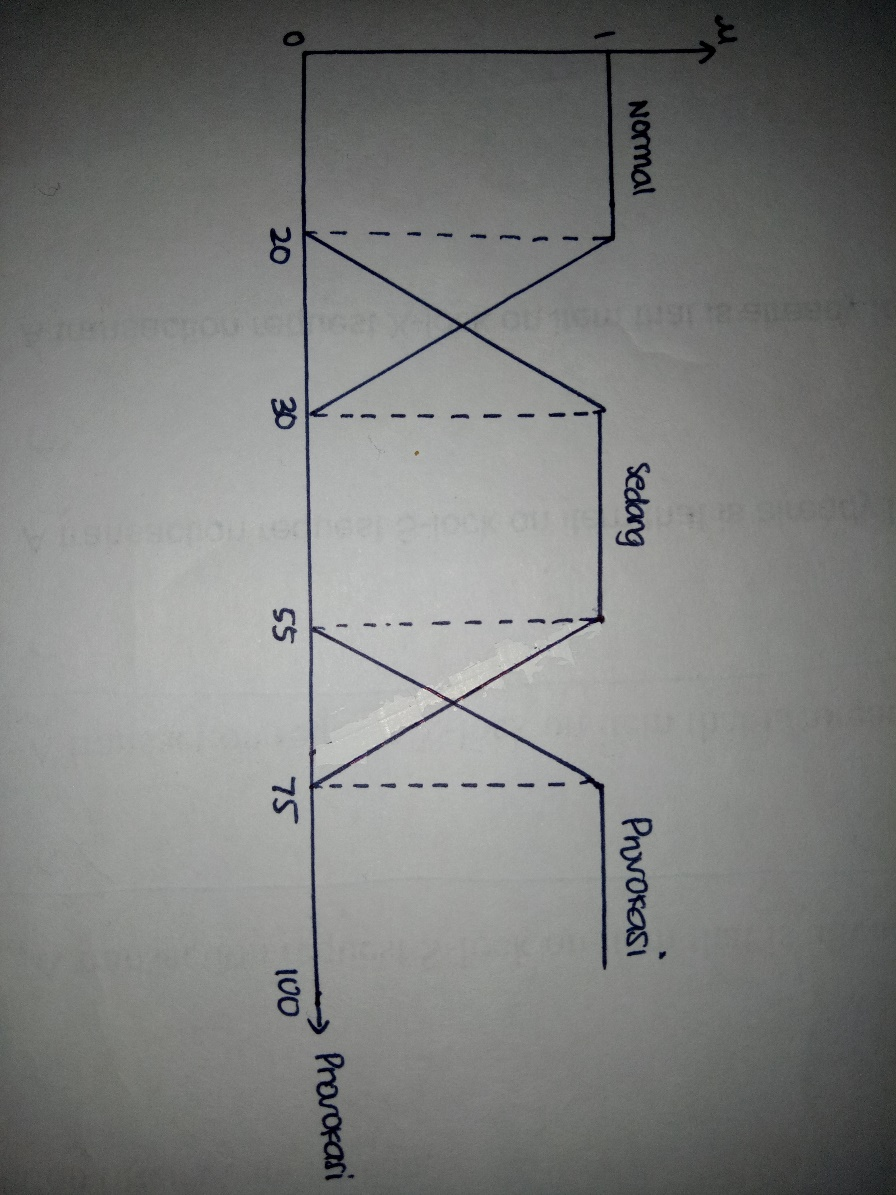 μ
Normal Sedang Provokasi
1
0 20 30 55 75 100 Provokasi